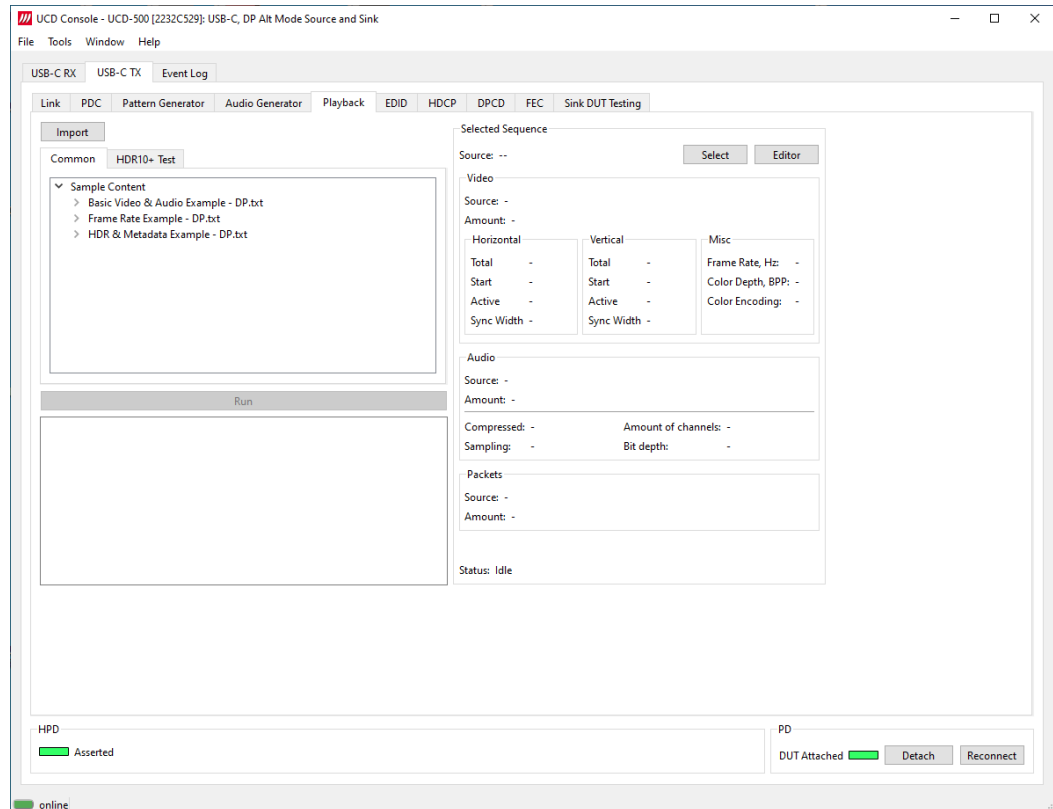 UCD Console - UCD-500 [2232C529]: USB-C, DP Alt Mode Source and Sink
File Tools Window Help
USB-C RX USB-C TX Event Log
Link PDC Pattern Generator Audio Generator Playback EDID HDCP DPCD FEC Sink DUT Testing
Import
Common HDR10+ Test
Sample Content
Basic Video & Audio Example - DP.txt
Frame Rate Example - DP.txt
HDR & Metadata Example - DP.txt
Run
Selected Sequence
Source: -- Select Editor
Video
Source: -
Amount: -
Horizontal
Total -
Start -
Active -
Sync Width -
Vertical
Total -
Start -
Active -
Sync Width -
Misc
Frame Rate, Hz: -
Color Depth, BPP: -
Color Encoding: -
Audio
Source: -
Amount: -
Compressed: - Amount of channels: -
Sampling: - Bit depth: -
Packets
Source: -
Amount: -
Status: Idle
HPD
Asserted
PD
DUT Attached Detach Reconnect
online